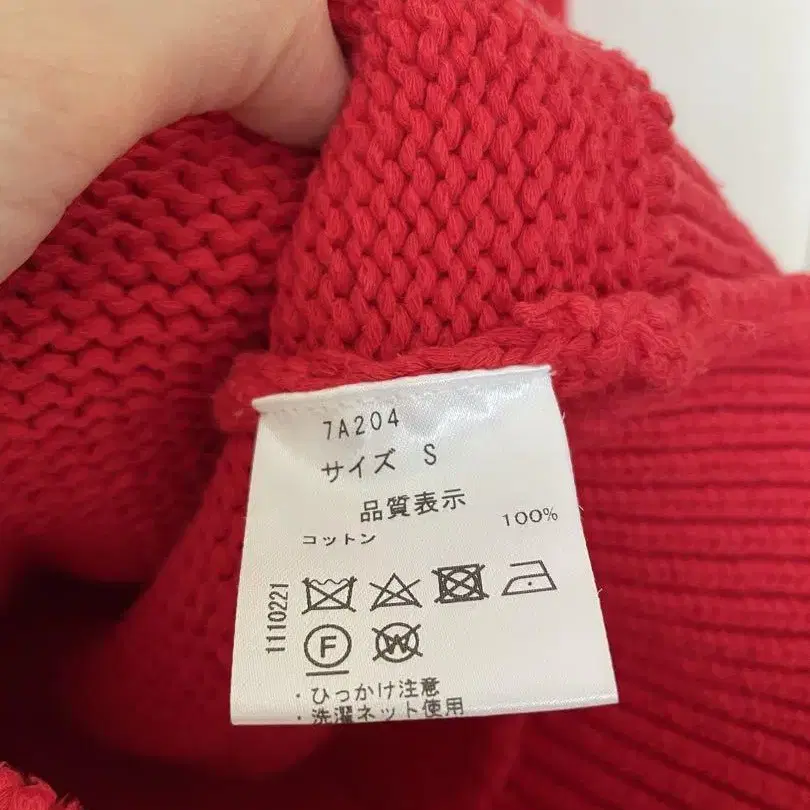 7A204
サイズ S
品質表示
コットン 100%
1110221
F
W
・ひっかけ注意
・洗濯ネット使用